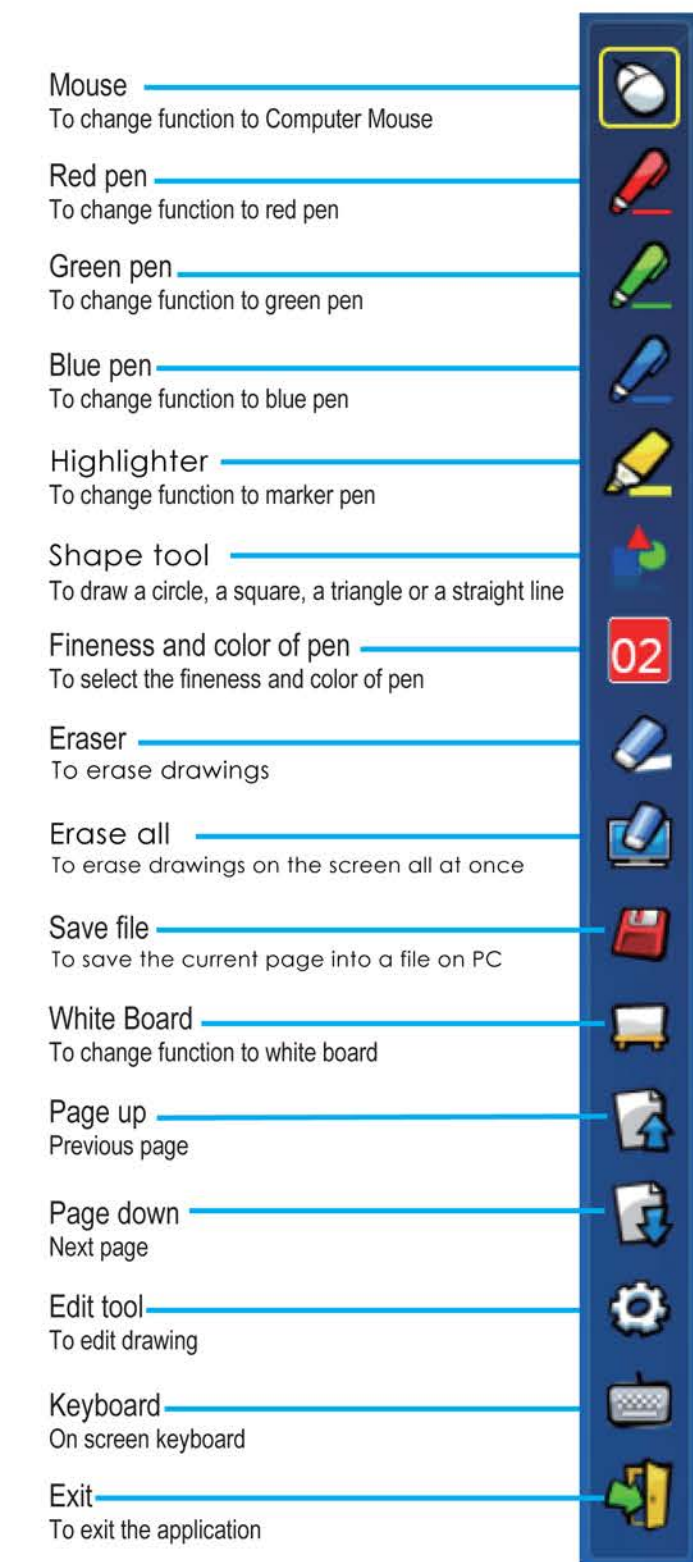 Mouse
To change function to Computer Mouse
Red pen
To change function to red pen
Green pen
To change function to green pen
Blue pen
To change function to blue pen
Highlighter
To change function to marker pen
Shape tool
To draw a circle, a square, a triangle or a straight line
Fineness and color of pen
02
To select the fineness and color of pen
Eraser
To erase drawings
Erase all
To erase drawings on the screen all at once
Save file
To save the current page into a file on PC
White Board
To change function to white board
Page up
Previous page
Page down
Next page
Edit tool
To edit drawing
Keyboard
On screen keyboard
Exit
To exit the application